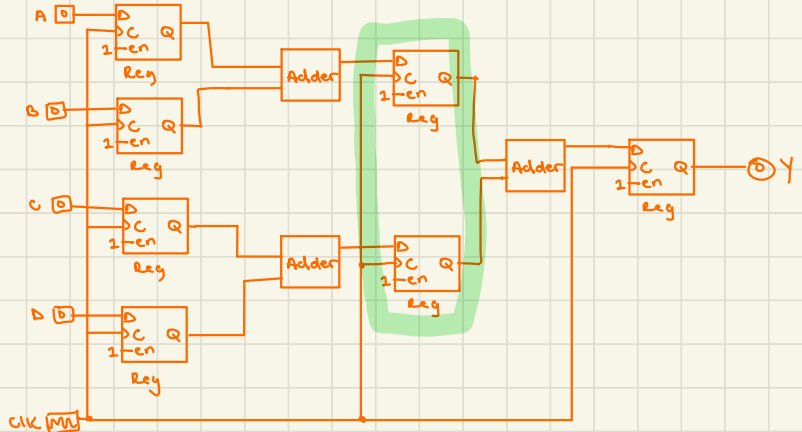 A
D
C Q
1 en
Reg
B
D
C Q
1 en
Reg
Adder
D
C Q
1 en
Reg
Adder
D
C Q
1 en
Reg
Y
C
D
C Q
1 en
Reg
D
D
C Q
1 en
Reg
Adder
D
C Q
1 en
Reg
Clk